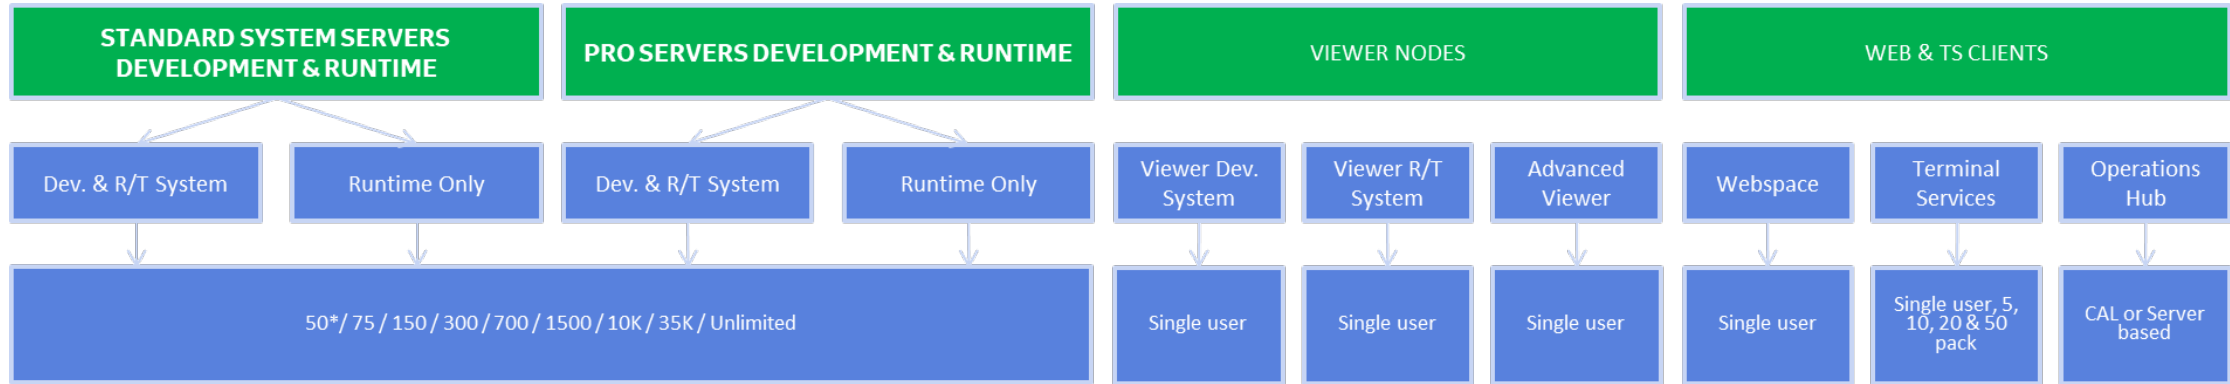 STANDARD SYSTEM SERVERS
DEVELOPMENT & RUNTIME
PRO SERVERS DEVELOPMENT & RUNTIME
VIEWER NODES
WEB & TS CLIENTS
Dev. & R/T System
Runtime Only
Dev. & R/T System
Runtime Only
Viewer Dev.
System
Viewer R/T
System
Advanced
Viewer
Webspace
Terminal
Services
Operations
Hub
50*/ 75 / 150 / 300 / 700 / 1500 / 10K / 35K / Unlimited
Single user
Single user
Single user
Single user
Single user, 5,
10, 20 & 50
pack
CAL or Server
based